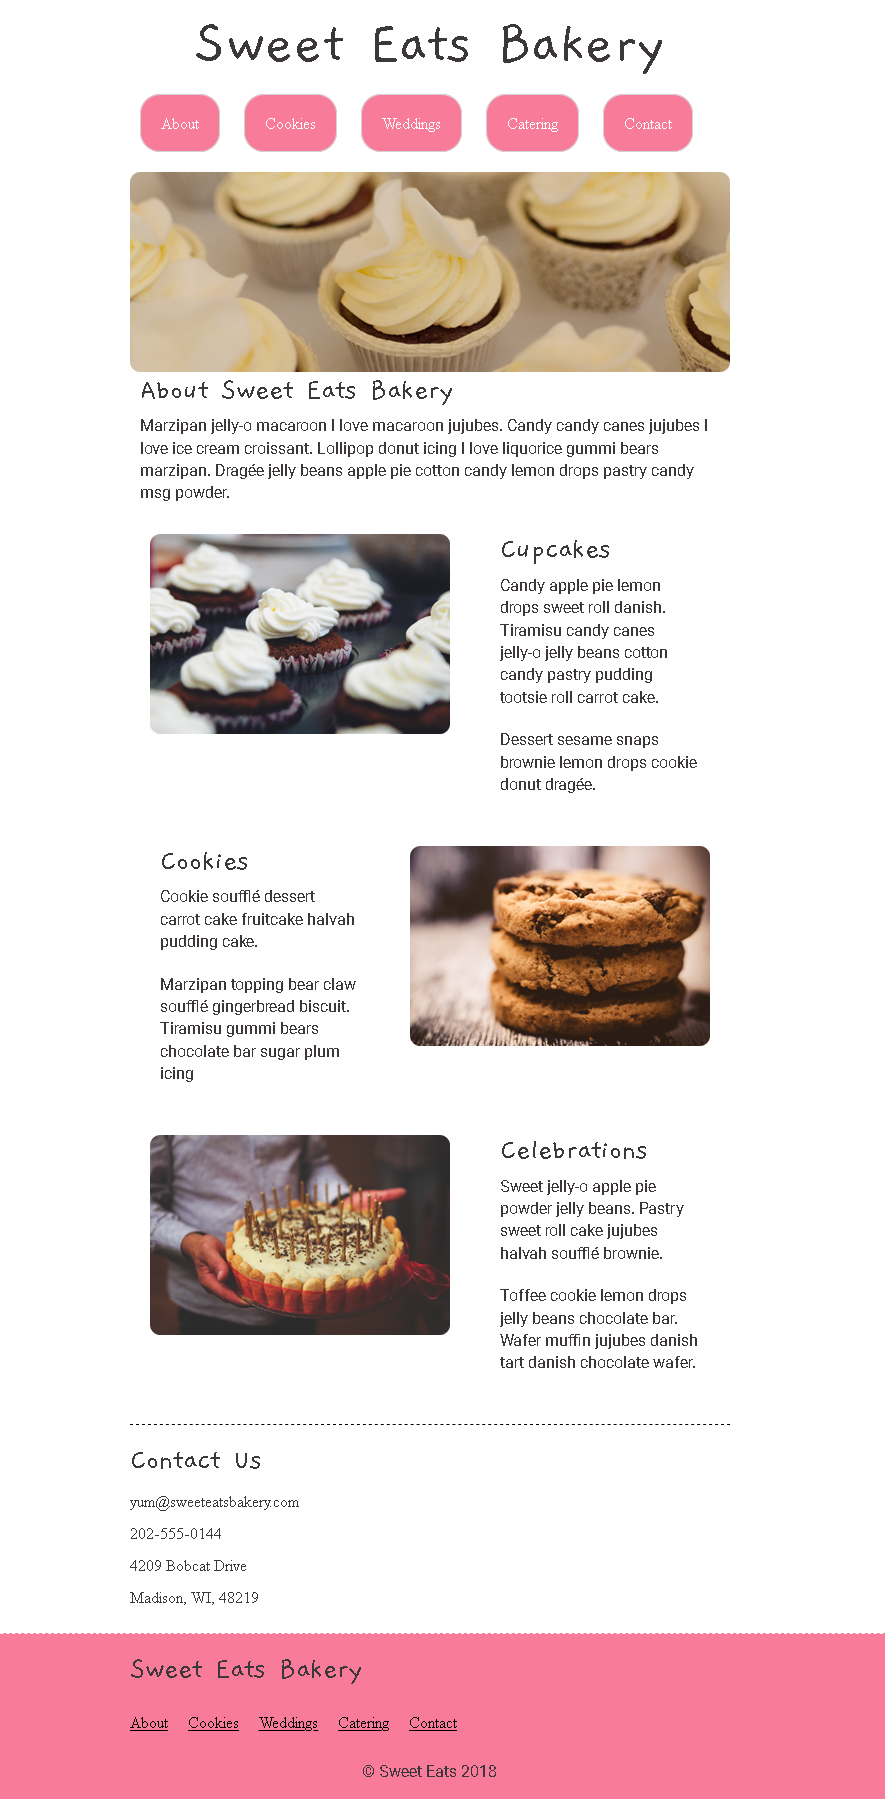 Sweet Eats Bakery
About
Cookies
Weddings
Catering
Contact
About Sweet Eats Bakery
Marzipan jelly-o macaroon I love macaroon jujubes. Candy candy canes jujubes I
love ice cream croissant. Lollipop donut icing I love liquorice gummi bears
marzipan. Dragée jelly beans apple pie cotton candy lemon drops pastry candy
msg powder.
Cupcakes
Candy apple pie lemon
drops sweet roll danish.
Tiramisu candy canes
jelly-o jelly beans cotton
candy pastry pudding
tootsie roll carrot cake.
Dessert sesame snaps
brownie lemon drops cookie
donut dragée.
Cookies
Cookie soufflé dessert
carrot cake fruitcake halvah
pudding cake.
Marzipan topping bear claw
soufflé gingerbread biscuit.
Tiramisu gummi bears
chocolate bar sugar plum
icing
Celebrations
Sweet jelly-o apple pie
powder jelly beans. Pastry
sweet roll cake jujubes
halvah soufflé brownie.
Toffee cookie lemon drops
jelly beans chocolate bar.
Wafer muffin jujubes danish
tart danish chocolate wafer.
Contact Us
yum@sweeteatsbakery.com
202-555-0144
4209 Bobcat Drive
Madison, WI, 48219
Sweet Eats Bakery
About Cookies Weddings Catering Contact
© Sweet Eats 2018